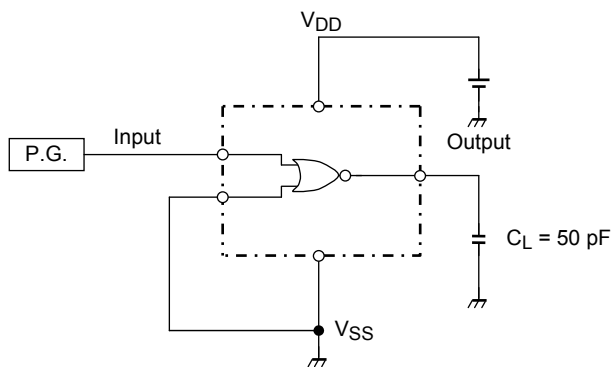 VDD
P.G.
Input
Output
CL = 50 pF
VSS